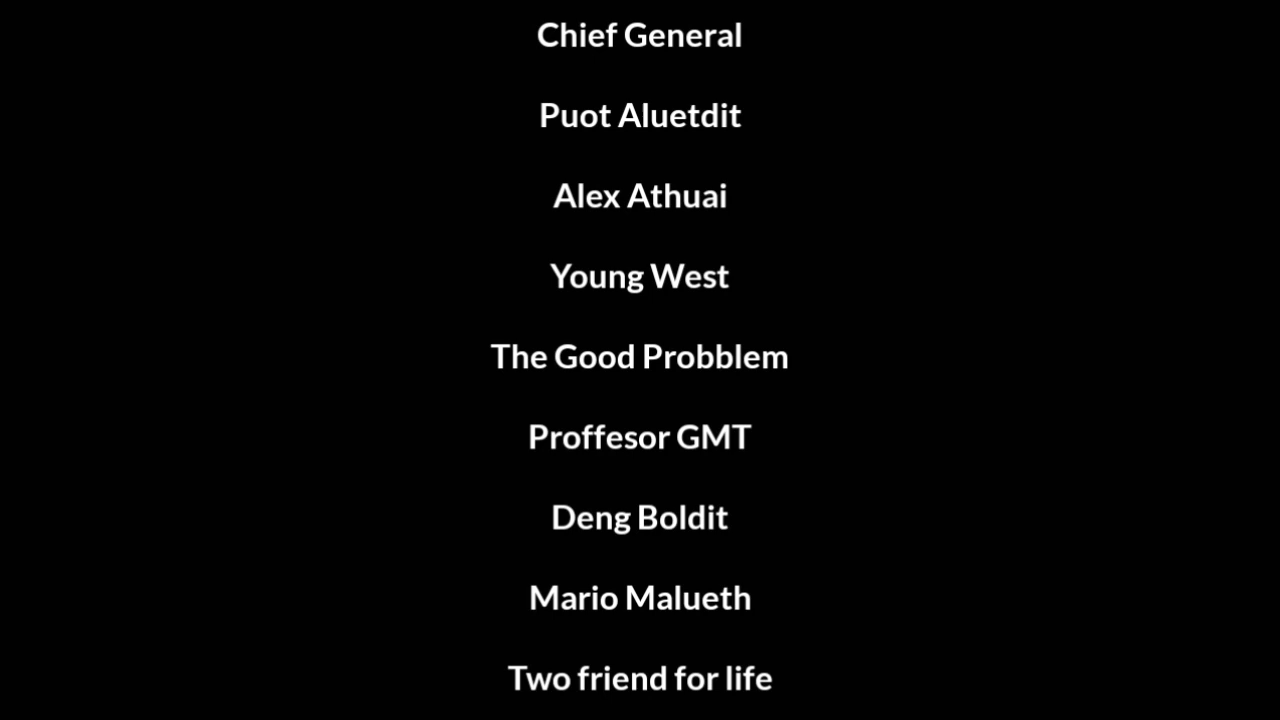 Chief General
Puot Aluetdit
Alex Athuai
Young West
The Good Probblem
Proffesor GMT
Deng Boldit
Mario Malueth
Two friend for life